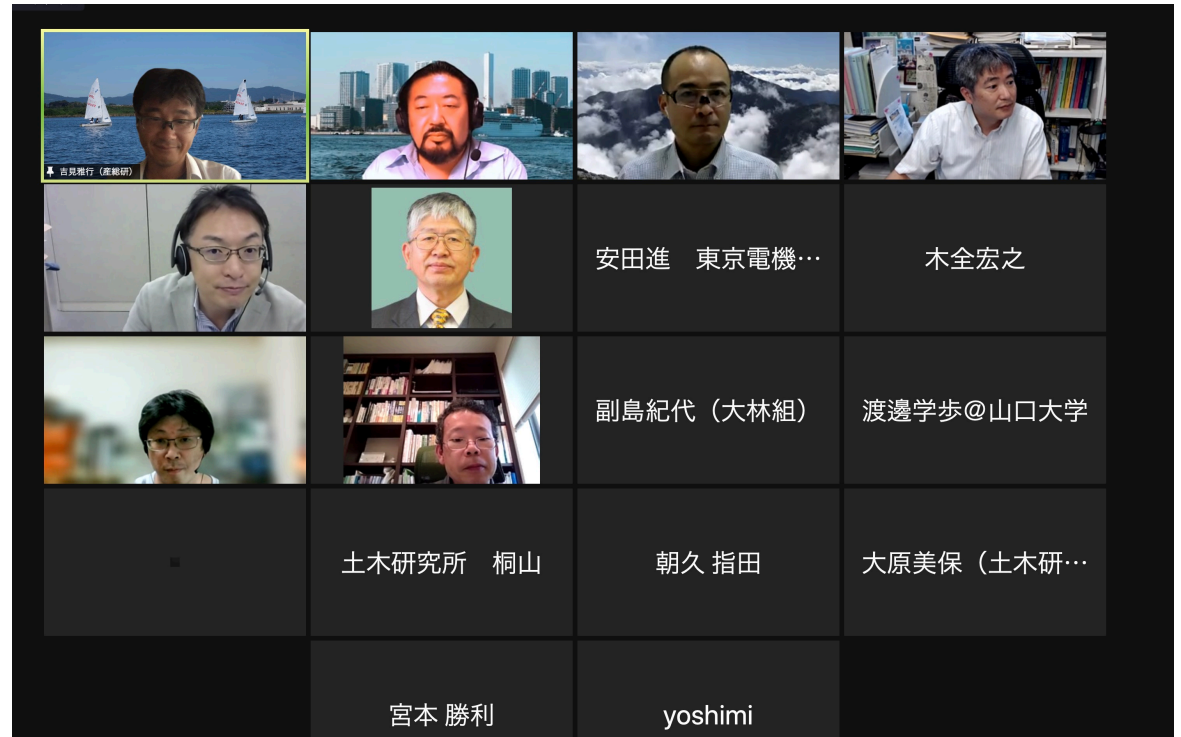 吉見雅行（産総研）
安田進　東京電機…
木全宏之
副島紀代（大林組）
渡邊学歩@山口大学
土木研究所　桐山
朝久 指田
大原美保（土木研…
宮本 勝利
yoshimi